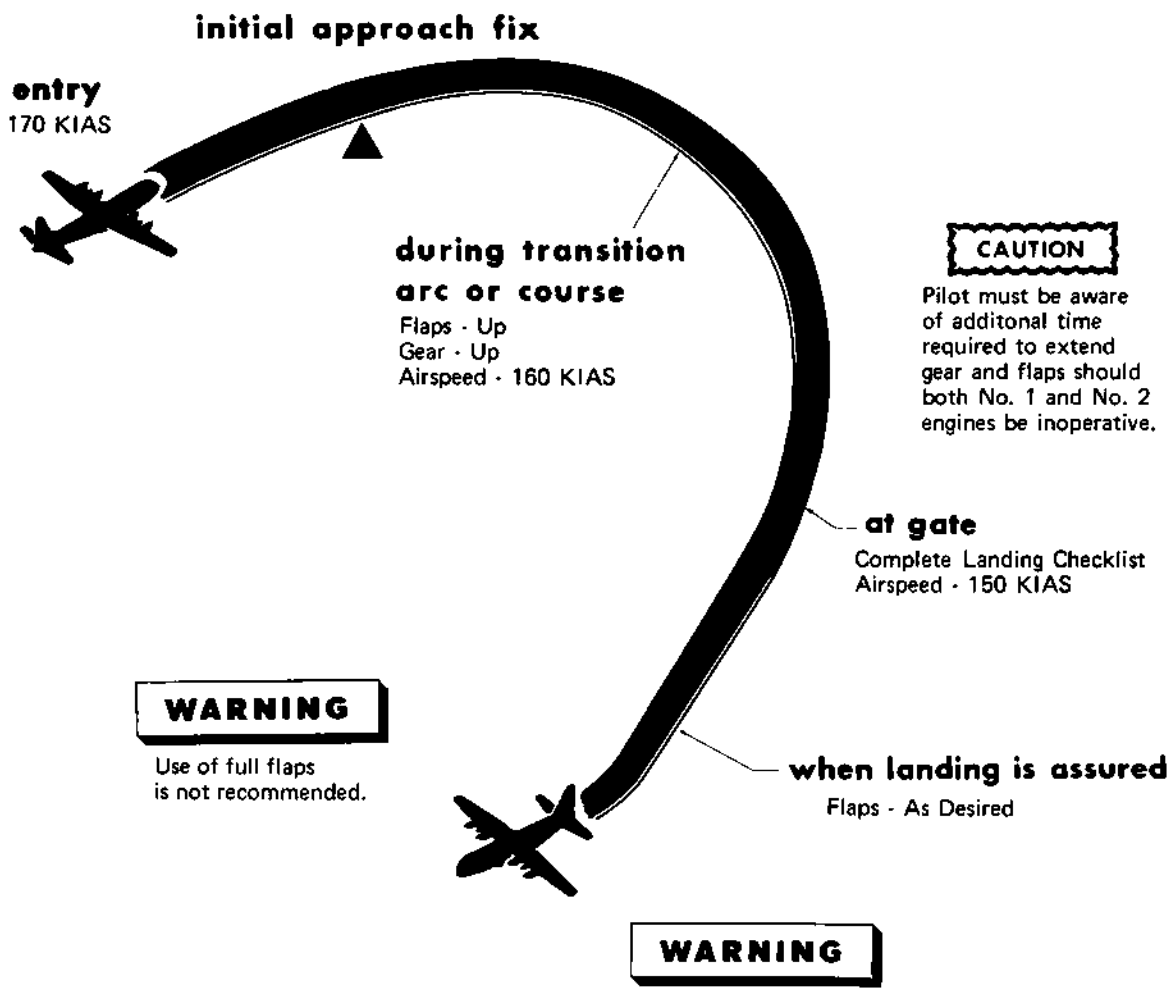 initial approach fix
entry
170 KIAS
during transition
arc or course
Flaps - Up
Gear - Up
Airspeed - 160 KIAS
CAUTION
Pilot must be aware
of additonal time
required to extend
gear and flaps should
both No. 1 and No. 2
engines be inoperative.
at gate
Complete Landing Checklist
Airspeed - 150 KIAS
WARNING
Use of full flaps
is not recommended.
when landing is assured
Flaps - As Desired
WARNING